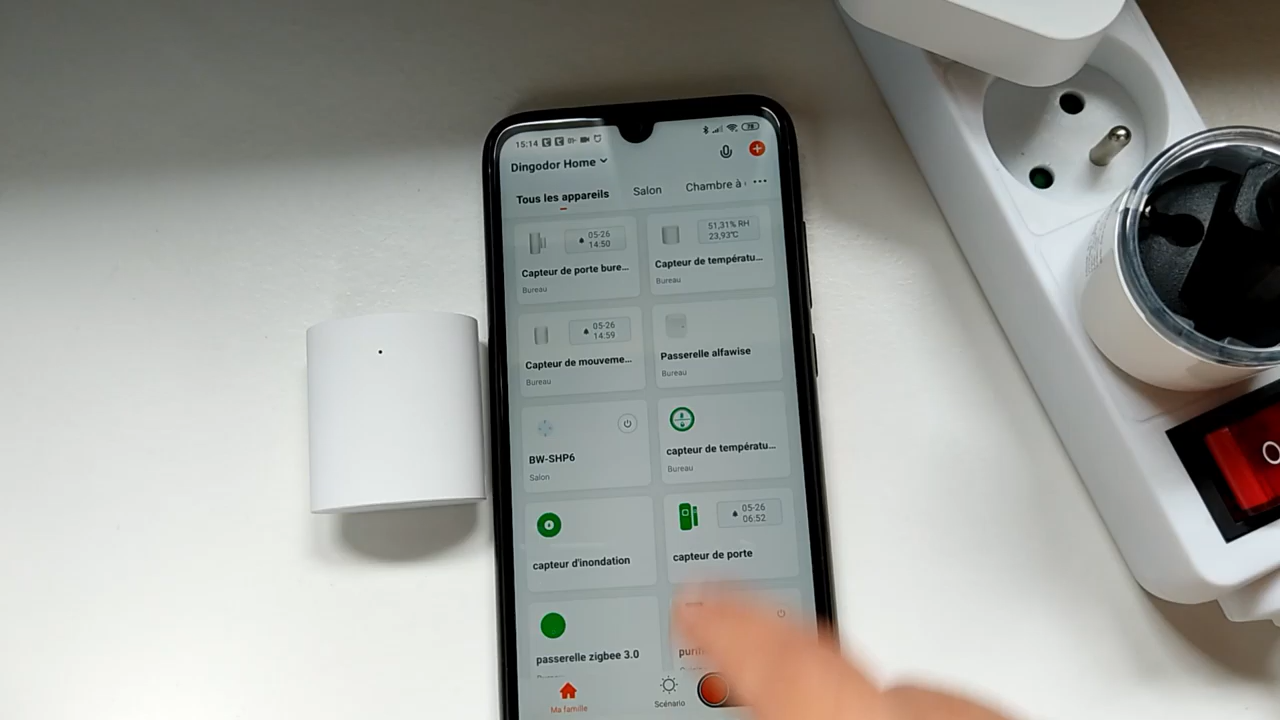 15:14
78
Dingodor Home
Tous les appareils
Salon
Chambre à
05-26
14:50
Capteur de porte bure...
Bureau
51,31% RH
23,93°C
Capteur de températu...
Bureau
05-26
14:59
Capteur de mouveme...
Bureau
Passerelle alfawise
Bureau
BW-SHP6
Salon
capteur de températu...
Bureau
capteur d'inondation
05-26
06:52
capteur de porte
passerelle zigbee 3.0
Ma famille
Scénario